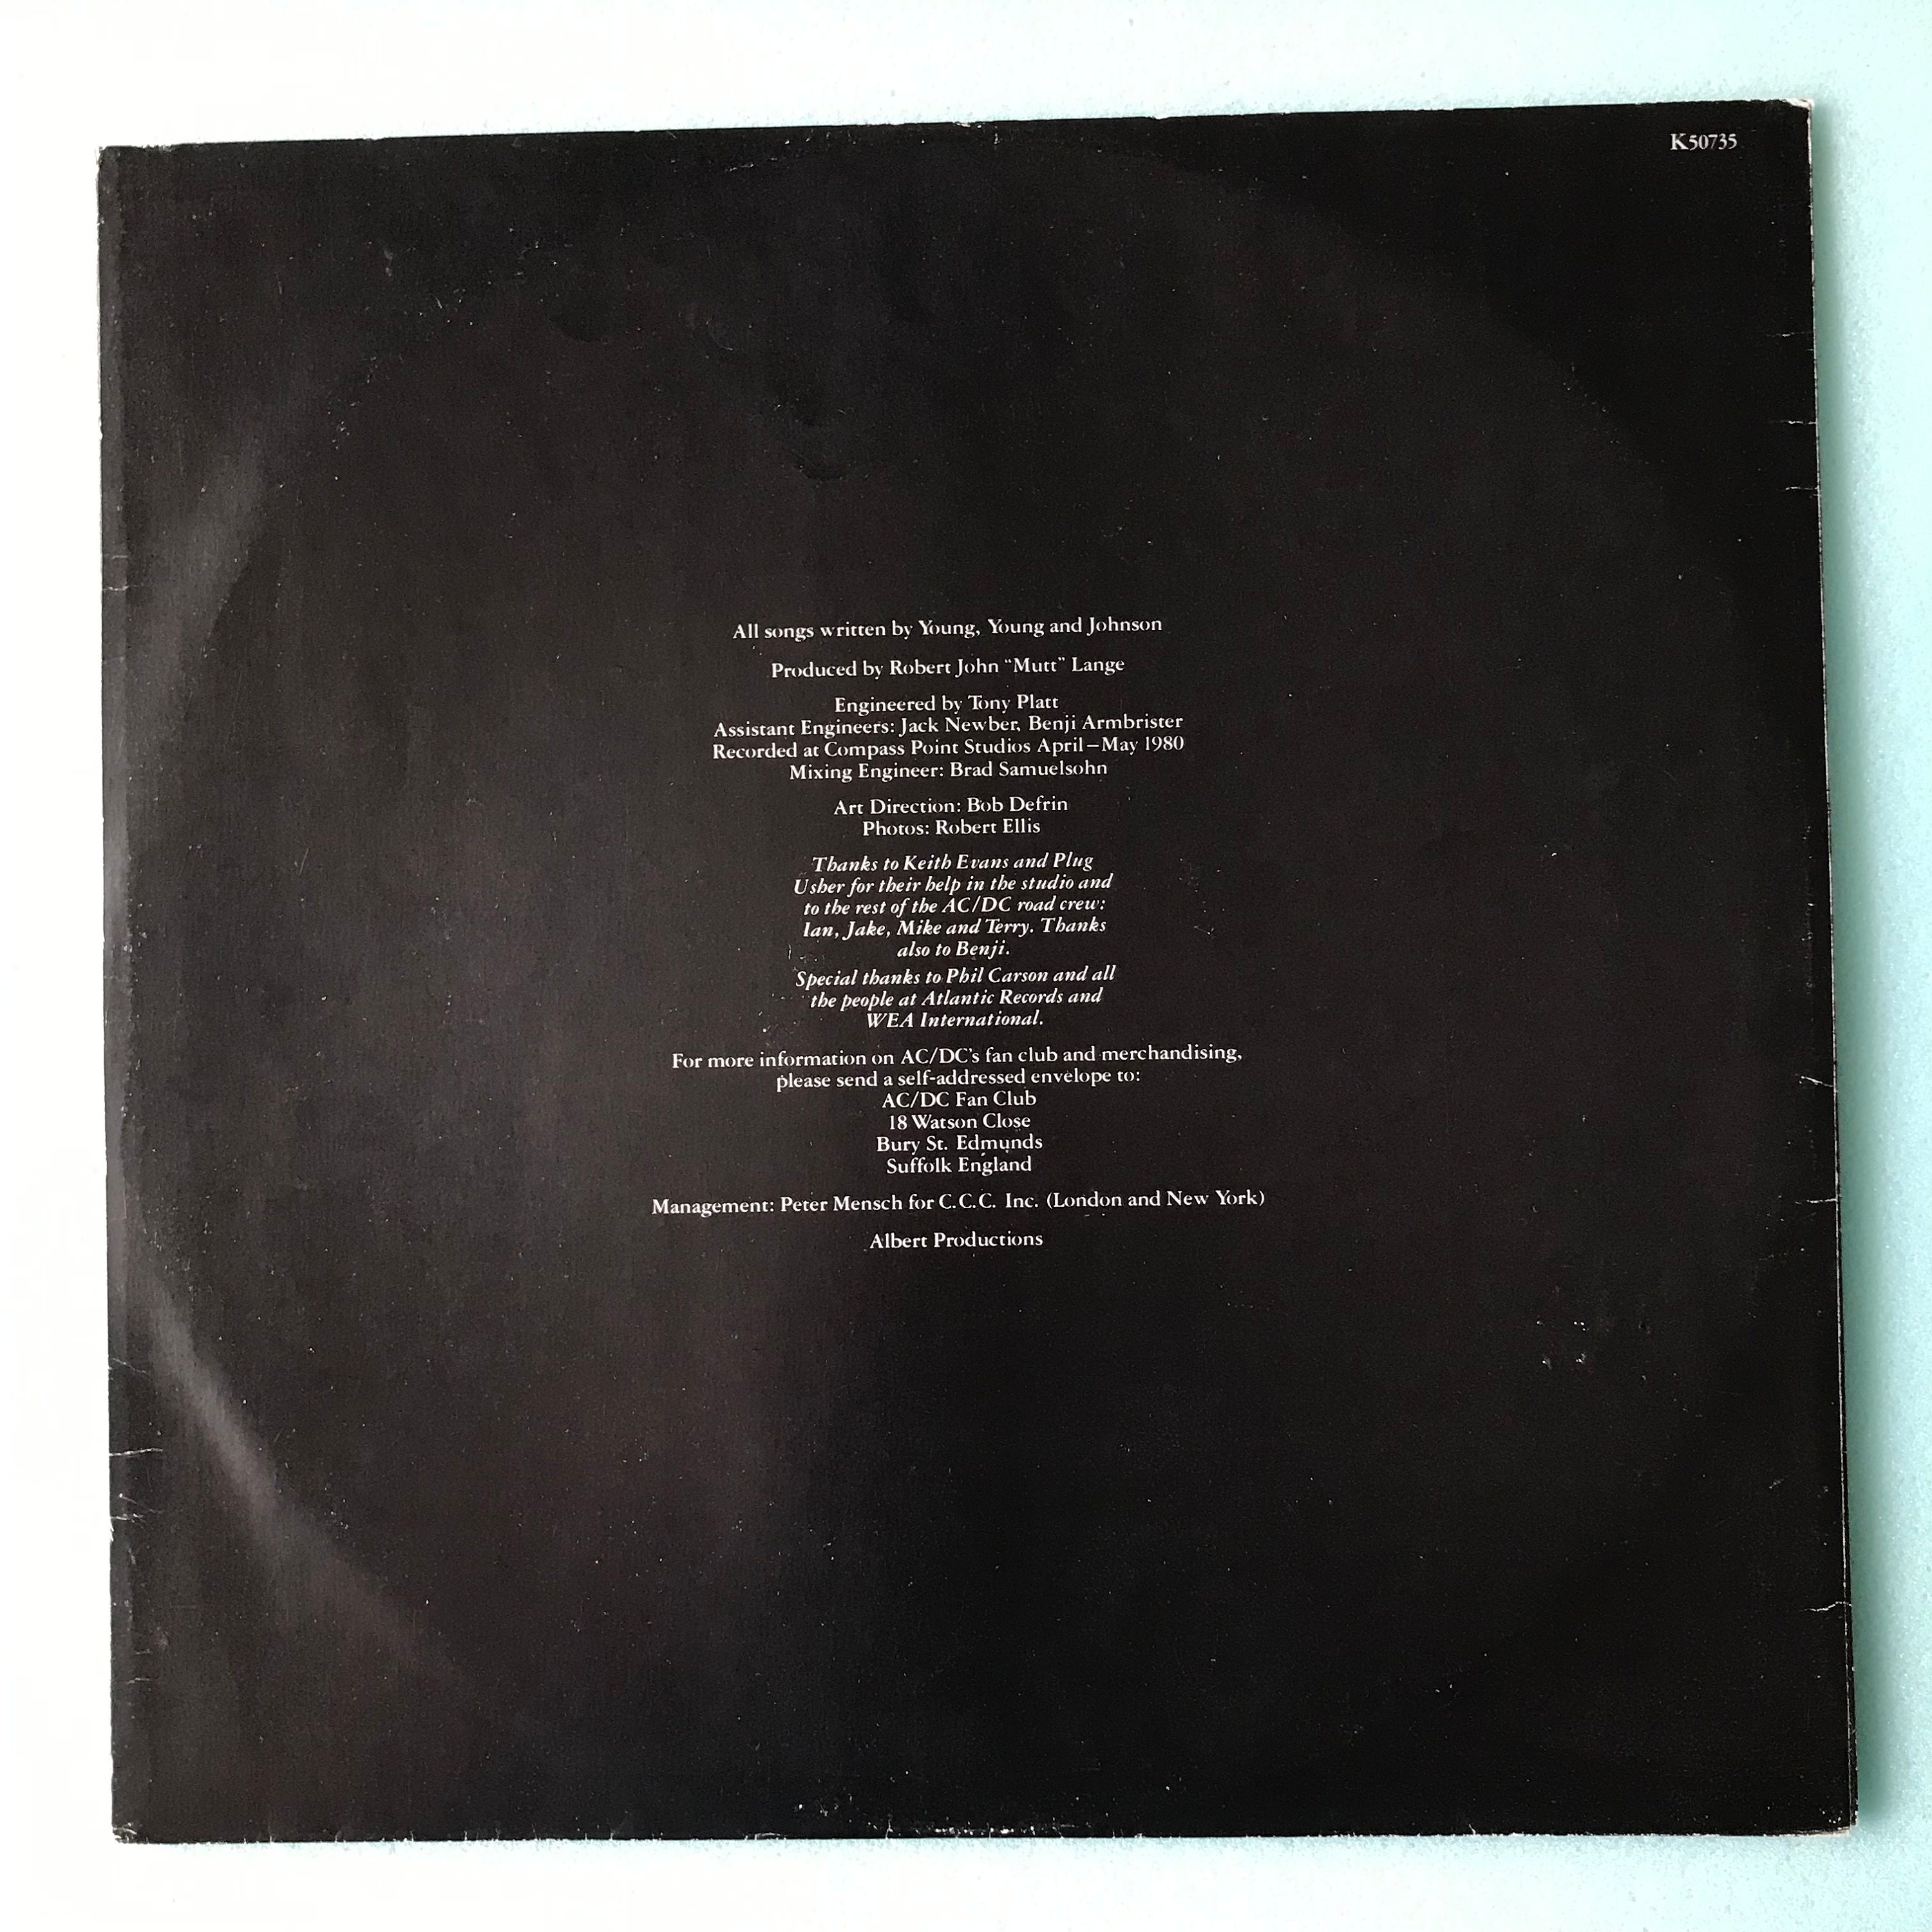 K50735
All songs written by Young, Young and Johnson
Produced by Robert John “Mutt” Lange
Engineered by Tony Platt
Assistant Engineers: Jack Newber, Benji Armbrister
Recorded at Compass Point Studios April–May 1980
Mixing Engineer: Brad Samuelsohn
Art Direction: Bob Defrin
Photos: Robert Ellis
Thanks to Keith Evans and Plug
Usher for their help in the studio and
to the rest of the AC/DC road crew:
Ian, Jake, Mike and Terry. Thanks
also to Benji.
Special thanks to Phil Carson and all
the people at Atlantic Records and
WEA International.
For more information on AC/DC's fan club and merchandising,
please send a self-addressed envelope to:
AC/DC Fan Club
18 Watson Close
Bury St. Edmunds
Suffolk England
Management: Peter Mensch for C.C.C. Inc. (London and New York)
Albert Productions